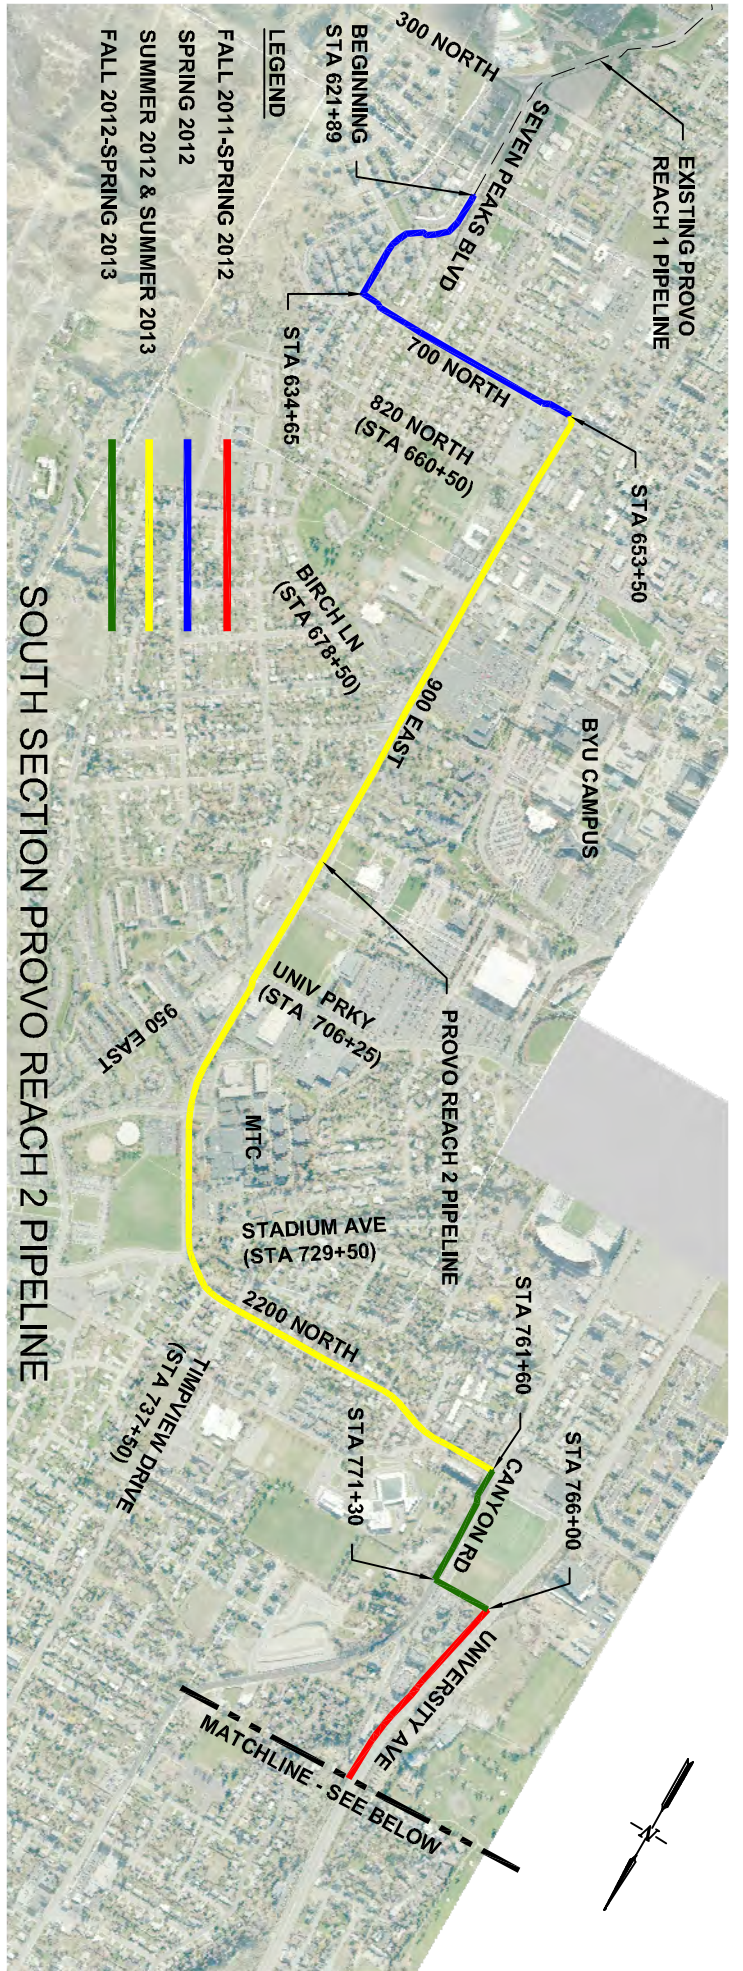 300 NORTH
EXISTING PROVO
REACH 1 PIPELINE
SEVEN PEAKS BLVD
BEGINNING
STA 621+89
LEGEND
FALL 2011-SPRING 2012
SPRING 2012
SUMMER 2012 & SUMMER 2013
FALL 2012-SPRING 2013
STA 634+65
700 NORTH
820 NORTH
(STA 660+50)
STA 653+50
BIRCH LN
(STA 678+50)
900 EAST
BYU CAMPUS
PROVO REACH 2 PIPELINE
UNIV PRKY
(STA 706+25)
950 EAST
MTC
STADIUM AVE
(STA 729+50)
2200 NORTH
TIMPVIEW DRIVE
(STA 737+50)
STA 761+60
CANYON RD
STA 771+30
STA 766+00
UNIVERSITY AVE
MATCHLINE - SEE BELOW
N
SOUTH SECTION PROVO REACH 2 PIPELINE